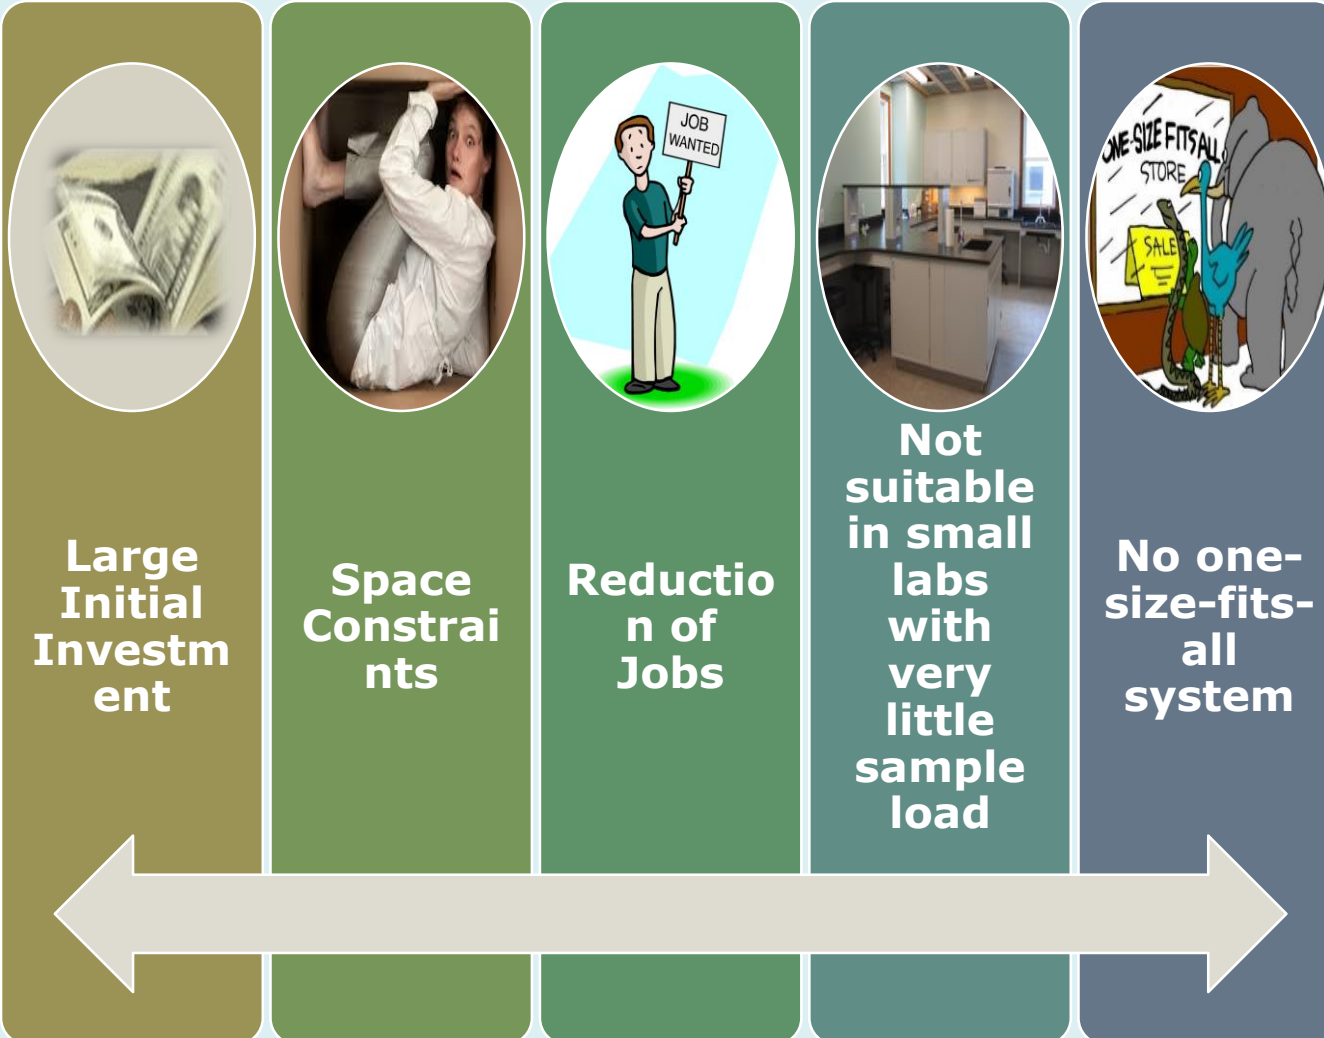 JOB
WANTED
ONE-SIZE FITS ALL
STORE
SALE
Large
Initial
Investm
ent
Space
Constrai
nts
Reductio
n of
Jobs
Not
suitable
in small
labs
with
very
little
sample
load
No one-
size-fits-
all
system